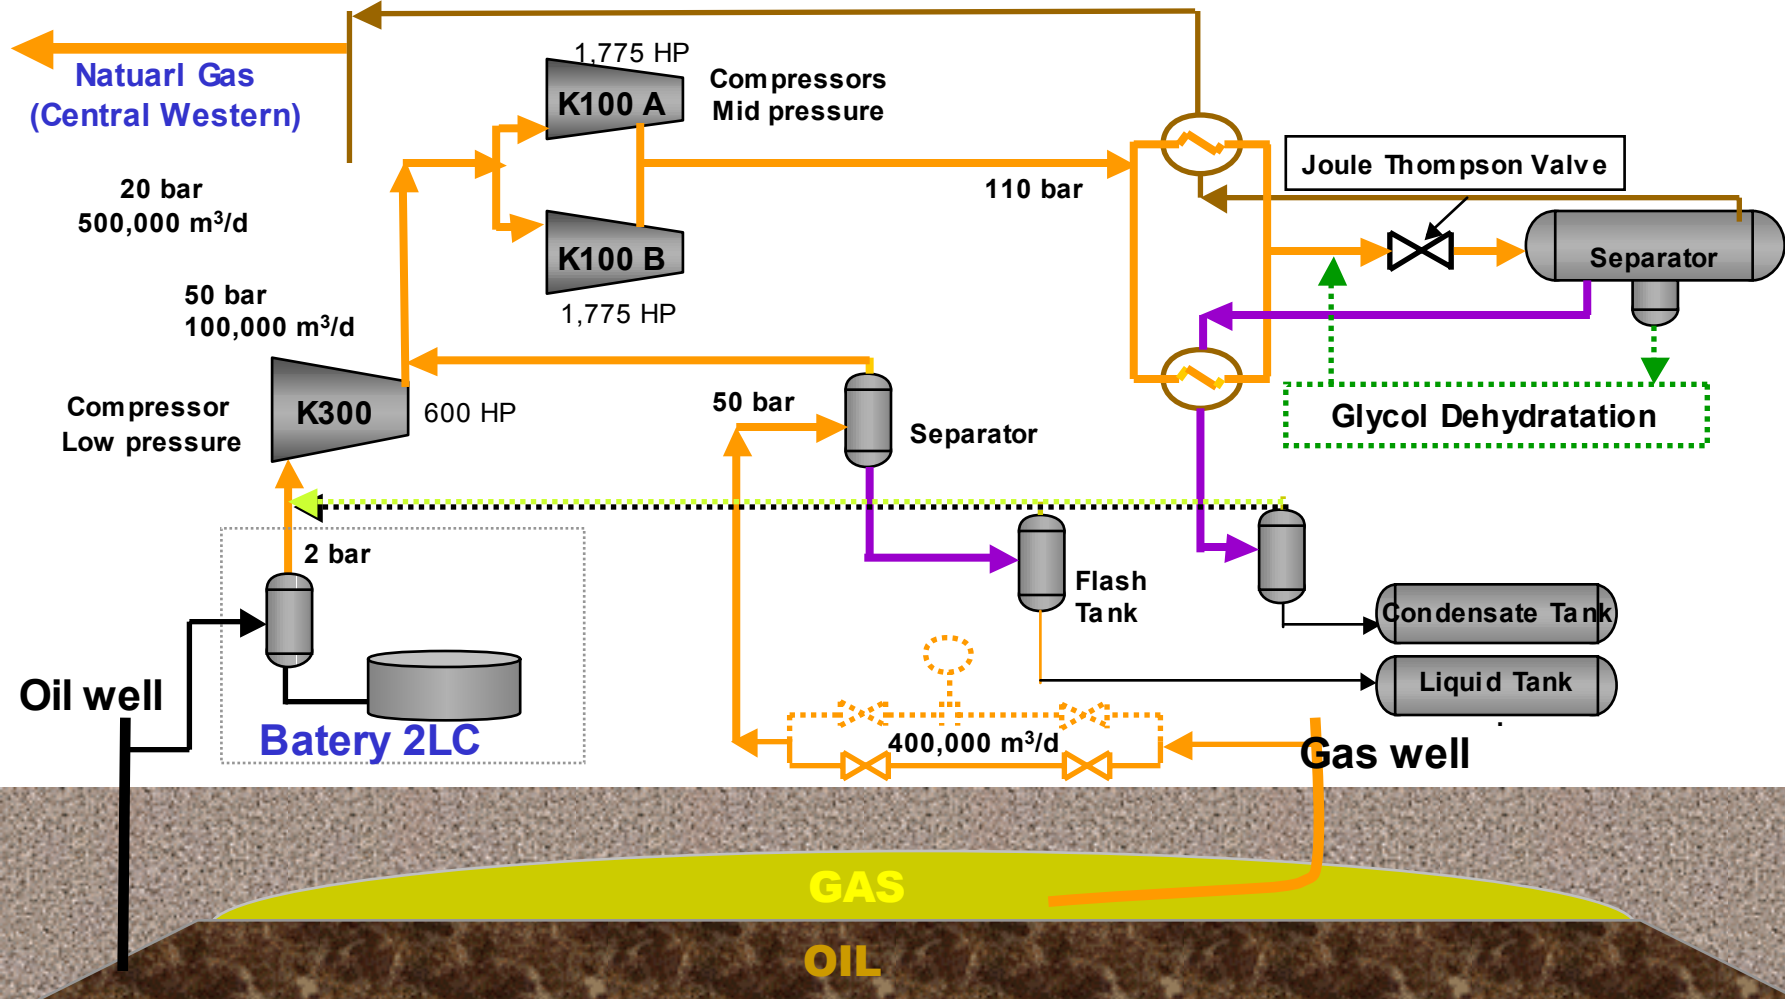 1,775 HP
K100 A
Compressors
Mid pressure
Natuarl Gas
(Central Western)
20 bar
500,000 m³/d
110 bar
Joule Thompson Valve
K100 B
1,775 HP
Separator
50 bar
100,000 m³/d
Compressor
Low pressure
K300
600 HP
50 bar
Separator
Glycol Dehydratation
2 bar
Flash
Tank
Condensate Tank
Liquid Tank
Oil well
Batery 2LC
400,000 m³/d
Gas well
GAS
OIL